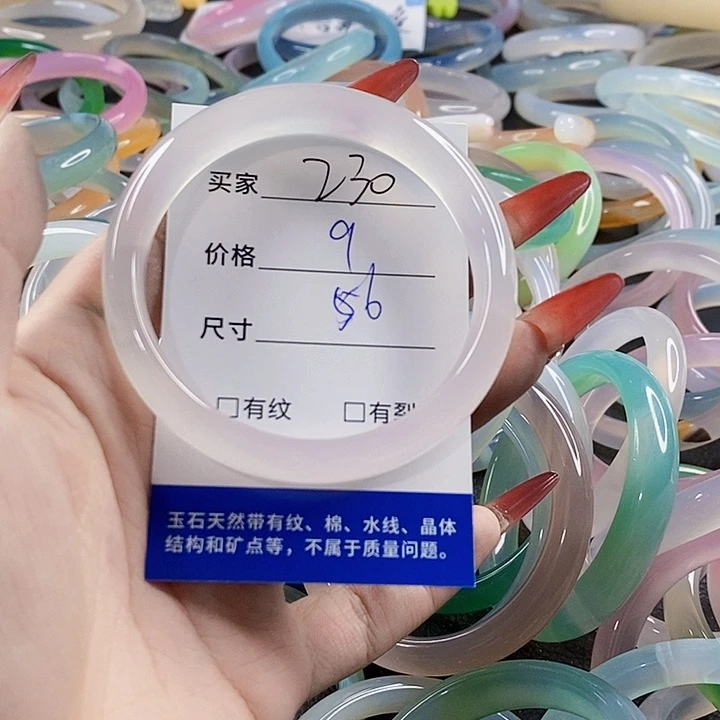 买家 230
价格 9
尺寸 56
□有纹 □有裂
玉石天然带有纹、棉、水线、晶体
结构和矿点等，不属于质量问题。